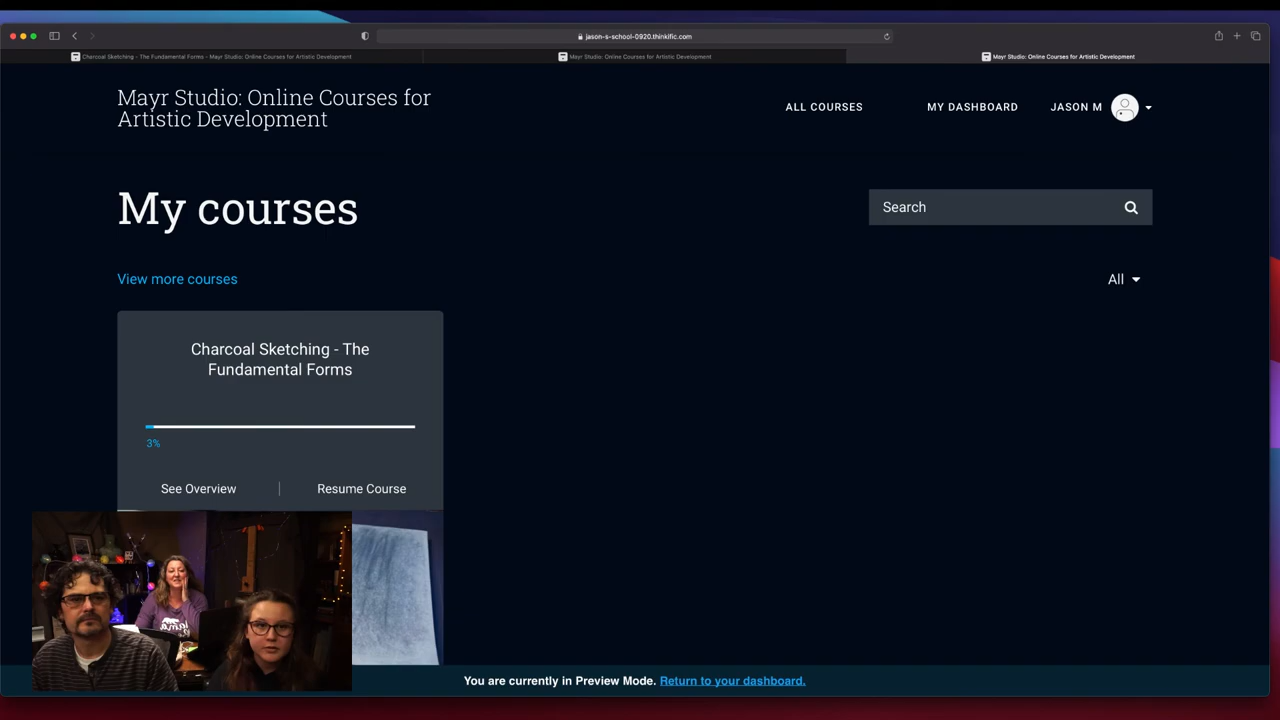 jason-s-school-0920.thinkific.com
Charcoal Sketching - The Fundamental Forms - Mayr Studio: Online Courses for Artistic Development
Mayr Studio: Online Courses for Artistic Development
Mayr Studio: Online Courses for Artistic Development
Mayr Studio: Online Courses for
Artistic Development
ALL COURSES
MY DASHBOARD
JASON M
My courses
Search
View more courses
All
Charcoal Sketching - The
Fundamental Forms
3%
See Overview
Resume Course
You are currently in Preview Mode. Return to your dashboard.